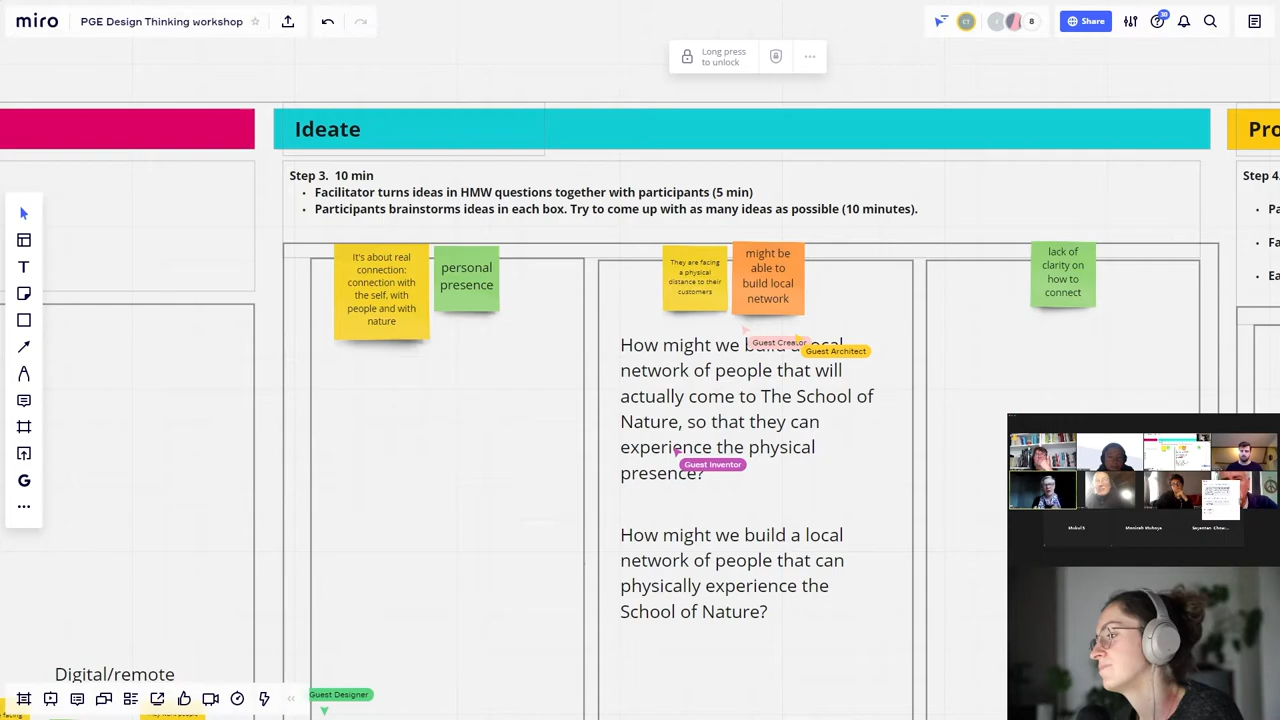 miro
PGE Design Thinking workshop
8
30
Share
Long press
to unlock
Ideate
Pro
Step 3. 10 min
• Facilitator turns ideas in HMW questions together with participants (5 min)
• Participants brainstorms ideas in each box. Try to come up with as many ideas as possible (10 minutes).
Step 4.
Pa
Fa
Ea
It's about real
connection:
connection with
the self, with
people and with
nature
personal
presence
They are facing
a physical
distance to their
customers
might be
able to
build local
network
lack of
clarity on
how to
connect
How might we build a local
network of people that will
actually come to The School of
Nature, so that they can
experience the physical
presence?
Guest Creator
Guest Architect
Guest Inventor
How might we build a local
network of people that can
physically experience the
School of Nature?
Digital/remote
Guest Designer
Mukul S